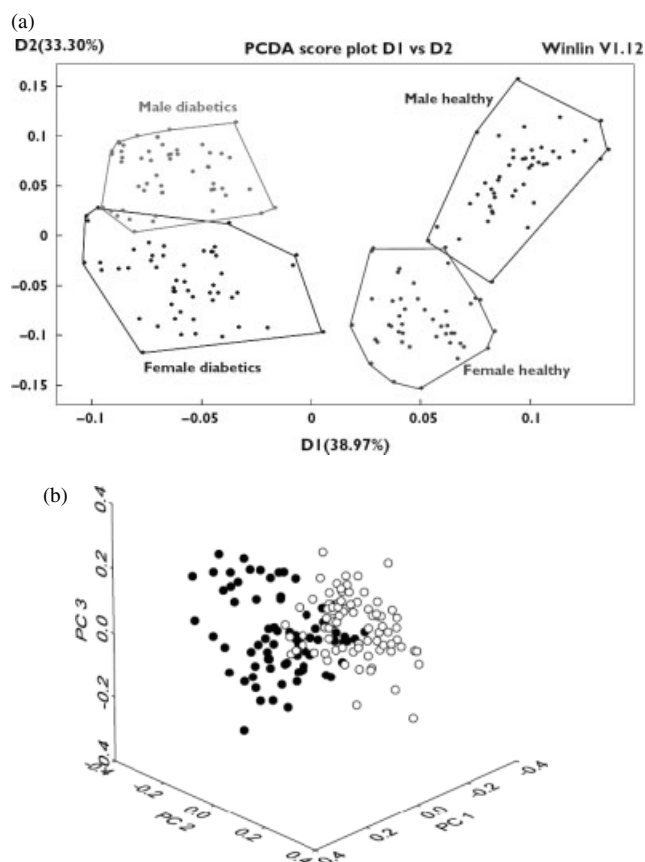 (a)
D2(33.30%) PCDA score plot D1 vs D2 Winlin V1.12
0.15
0.1
0.05
0
−0.05
−0.1
−0.15
Male diabetics
Male healthy
Female diabetics
Female healthy
−0.1 −0.05 0 0.05 0.1
D1(38.97%)
(b)
0.4
0.2
0.0
-0.2
-0.4
PC 3
-0.4
-0.2
0.0
0.2
0.4
PC 2
0.4
0.2
0.0
-0.2
-0.4
PC 1